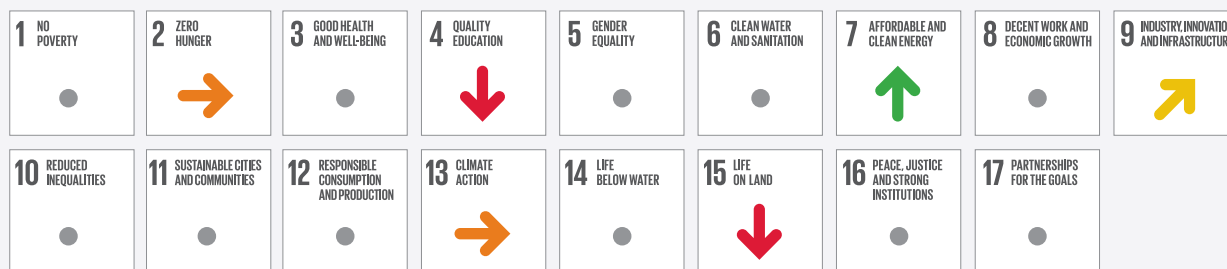 1 NO
POVERTY
2 ZERO
HUNGER
3 GOOD HEALTH
AND WELL-BEING
4 QUALITY
EDUCATION
5 GENDER
EQUALITY
6 CLEAN WATER
AND SANITATION
7 AFFORDABLE AND
CLEAN ENERGY
8 DECENT WORK AND
ECONOMIC GROWTH
9 INDUSTRY, INNOVATIO
AND INFRASTRUCTUR
10 REDUCED
INEQUALITIES
11 SUSTAINABLE CITIES
AND COMMUNITIES
12 RESPONSIBLE
CONSUMPTION
AND PRODUCTION
13 CLIMATE
ACTION
14 LIFE
BELOW WATER
15 LIFE
ON LAND
16 PEACE, JUSTICE
AND STRONG
INSTITUTIONS
17 PARTNERSHIPS
FOR THE GOALS